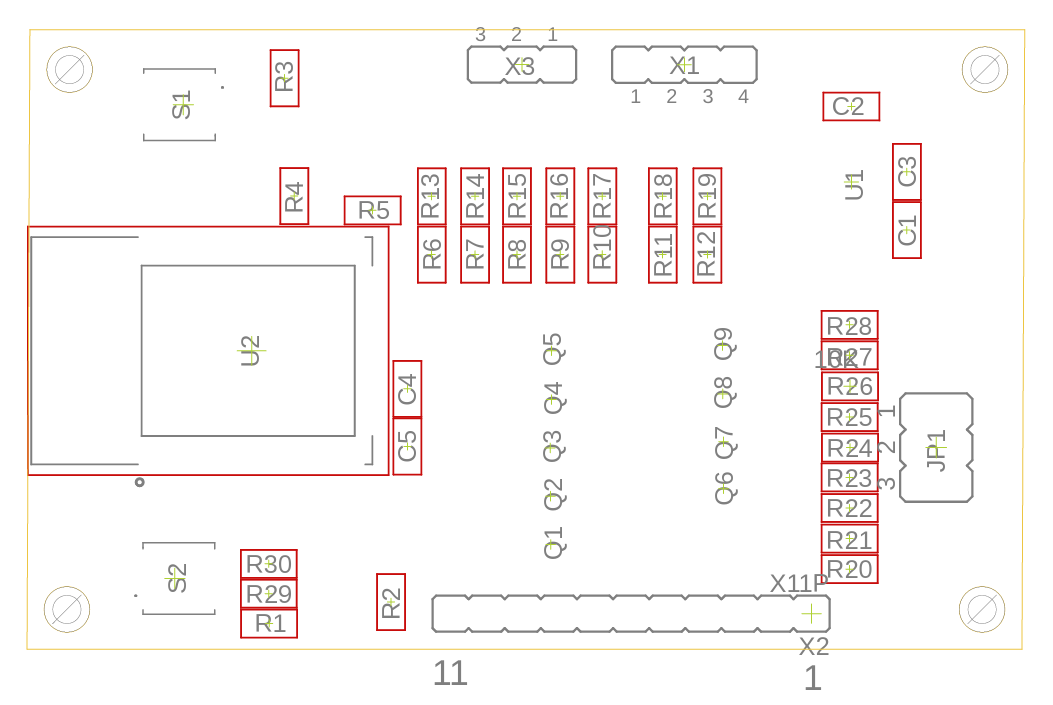 3 2 1
X3
X1
1 2 3 4
R3
S1
C2
C3
U1
C1
R4
R5
R13
R14
R15
R16
R17
R18
R19
R6
R7
R8
R9
R10
R11
R12
U2
C4
C5
Q5
Q4
Q3
Q2
Q1
Q9
Q8
Q7
Q6
R28
R27
10K
R26
R25
R24
R23
R22
R21
R20
1
2
3
JP1
S2
R30
R29
R1
R2
X11P
X2
11
1